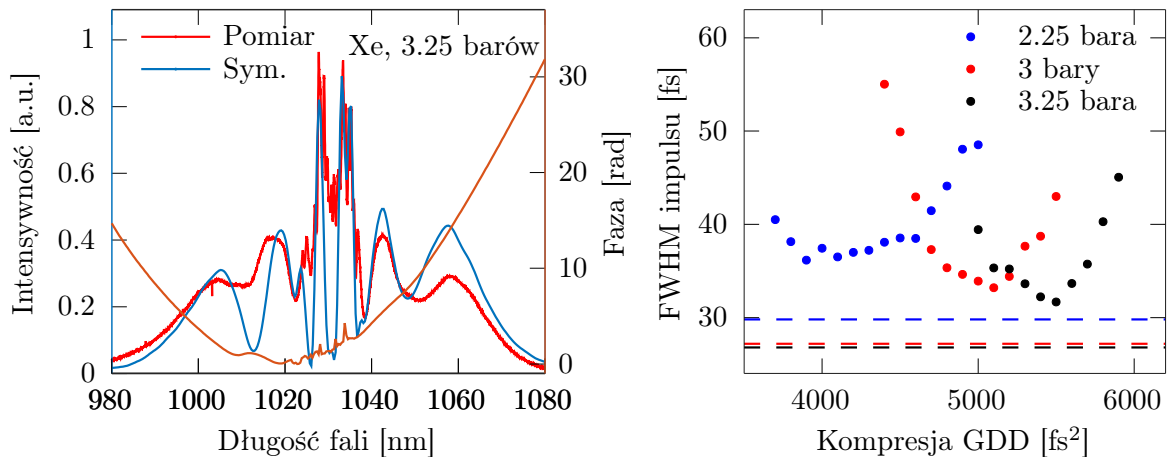 Pomiar
Sym.
Xe, 3.25 barów
1
0.8
0.6
0.4
0.2
0
Intensywność [a.u.]
30
20
10
0
Faza [rad]
980
1000
1020
1040
1060
1080
Długość fali [nm]
2.25 bara
3 bary
3.25 bara
60
50
40
30
FWHM impulsu [fs]
4000
5000
6000
Kompresja GDD [fs²]